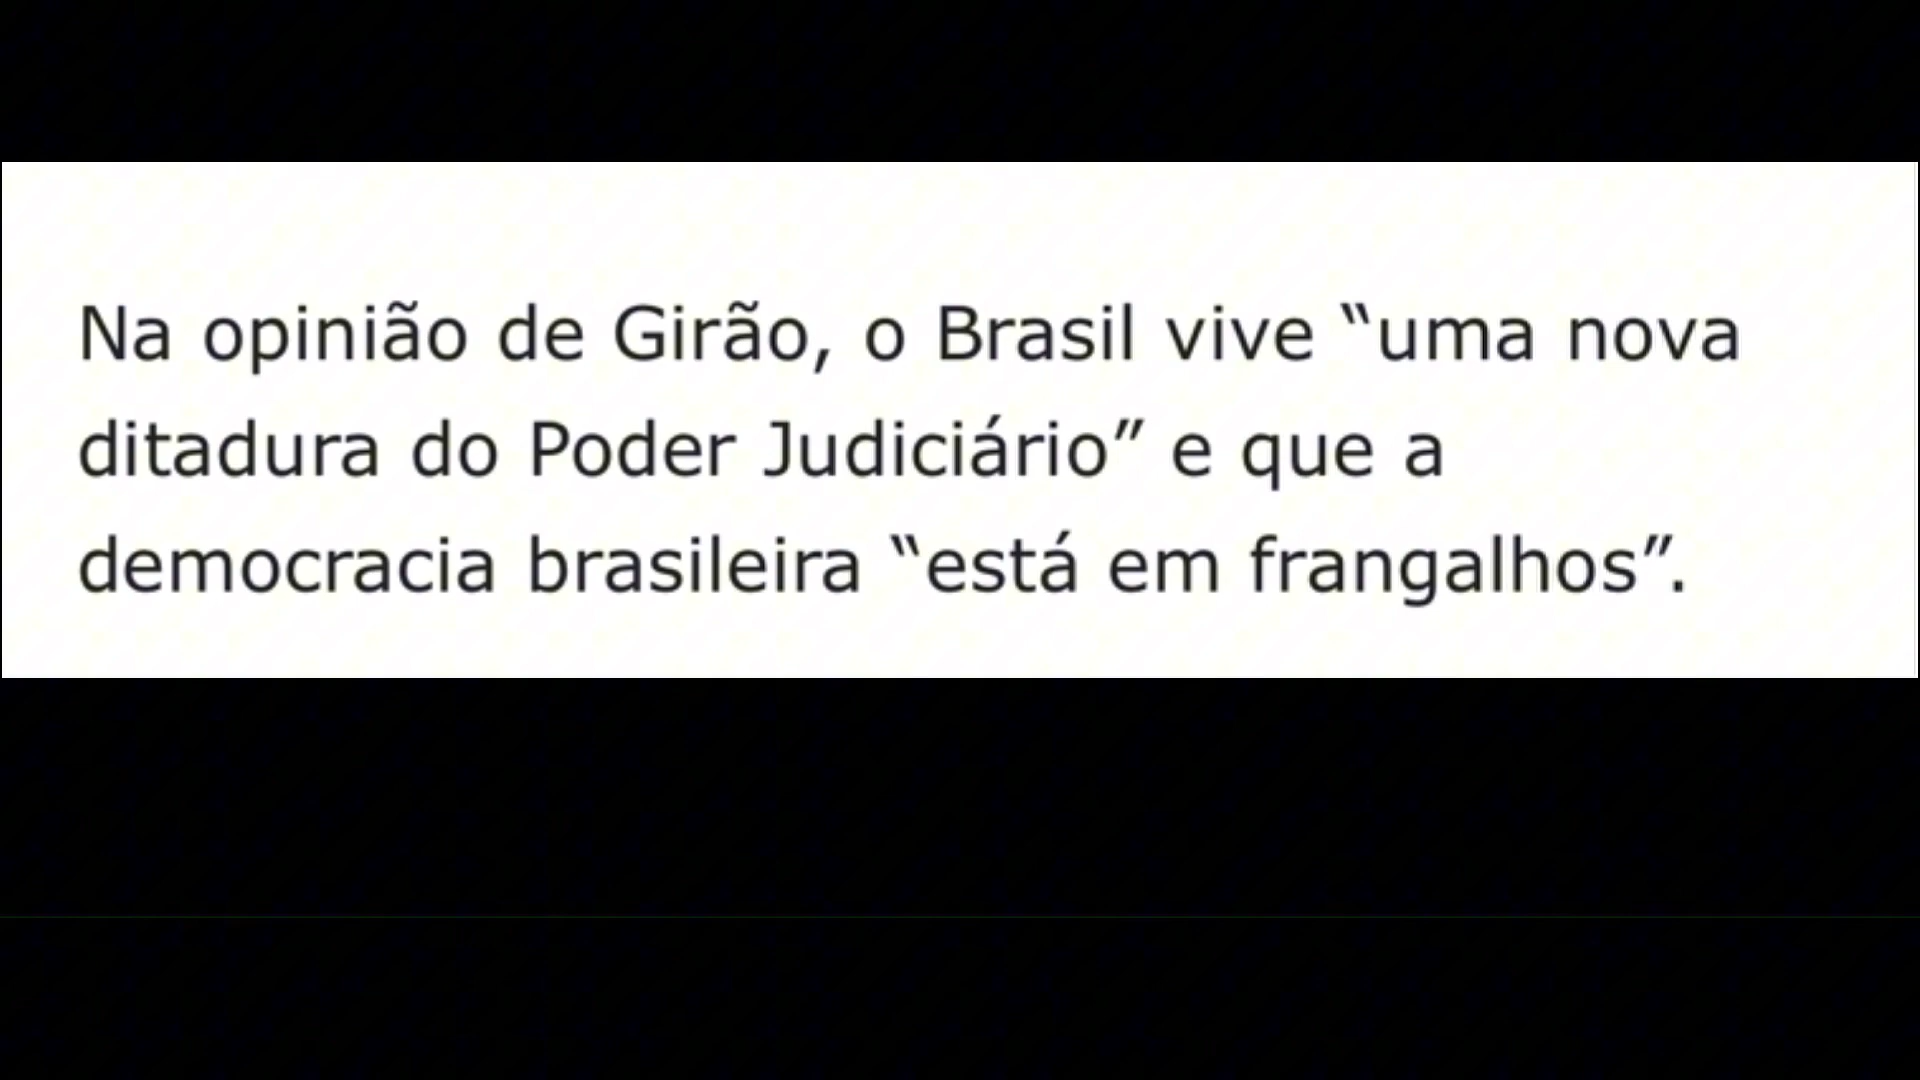 Na opinião de Girão, o Brasil vive “uma nova
ditadura do Poder Judiciário” e que a
democracia brasileira “está em frangalhos”.